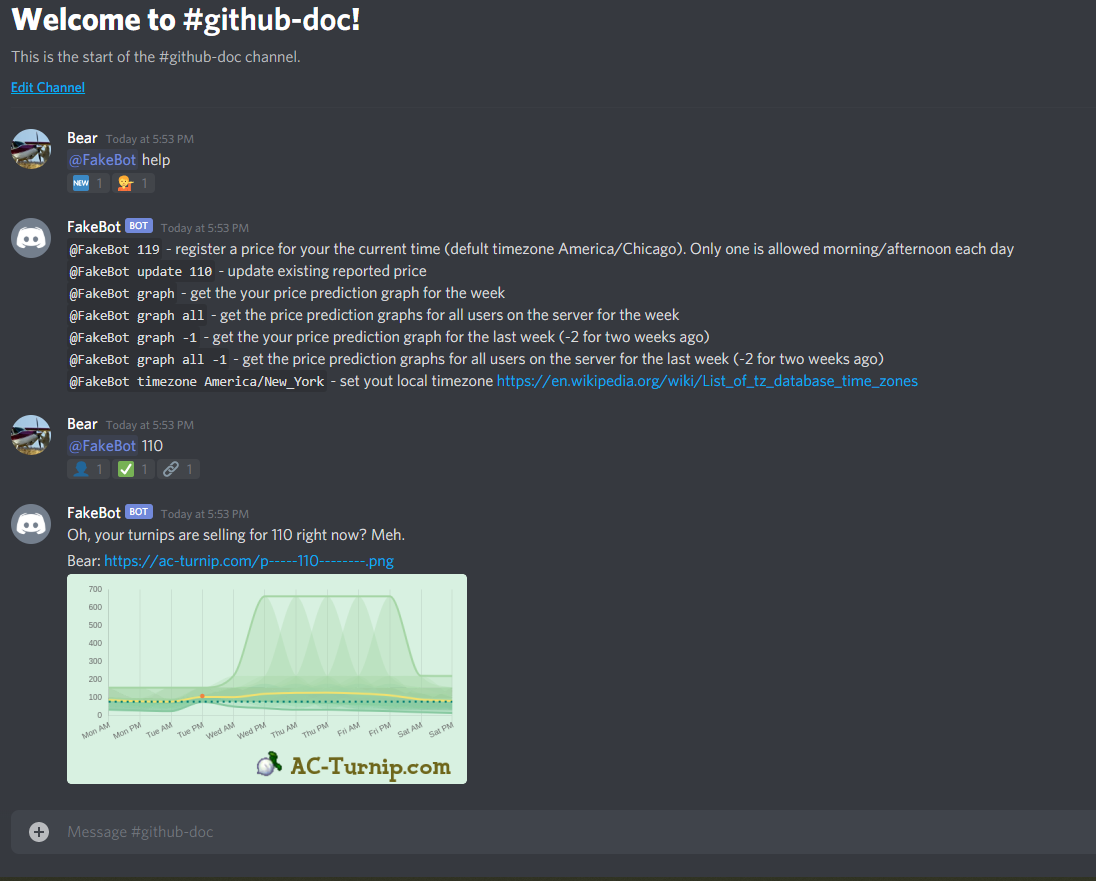 Welcome to #github-doc!
This is the start of the #github-doc channel.
Edit Channel
Bear Today at 5:53 PM
@FakeBot help
NEW 1 1
FakeBot BOT Today at 5:53 PM
@FakeBot 119 - register a price for your the current time (defult timezone America/Chicago). Only one is allowed morning/afternoon each day
@FakeBot update 110 - update existing reported price
@FakeBot graph - get the your price prediction graph for the week
@FakeBot graph all - get the price prediction graphs for all users on the server for the week
@FakeBot graph -1 - get the your price prediction graph for the last week (-2 for two weeks ago)
@FakeBot graph all -1 - get the price prediction graphs for all users on the server for the last week (-2 for two weeks ago)
@FakeBot timezone America/New_York - set yout local timezone https://en.wikipedia.org/wiki/List_of_tz_database_time_zones
Bear Today at 5:53 PM
@FakeBot 110
1 1 1
FakeBot BOT Today at 5:53 PM
Oh, your turnips are selling for 110 right now? Meh.
Bear: https://ac-turnip.com/p-----110--------.png
700
600
500
400
300
200
100
0
Mon AM Mon PM Tue AM Tue PM Wed AM Wed PM Thu AM Thu PM Fri AM Fri PM Sat AM Sat PM
AC-Turnip.com
Message #github-doc